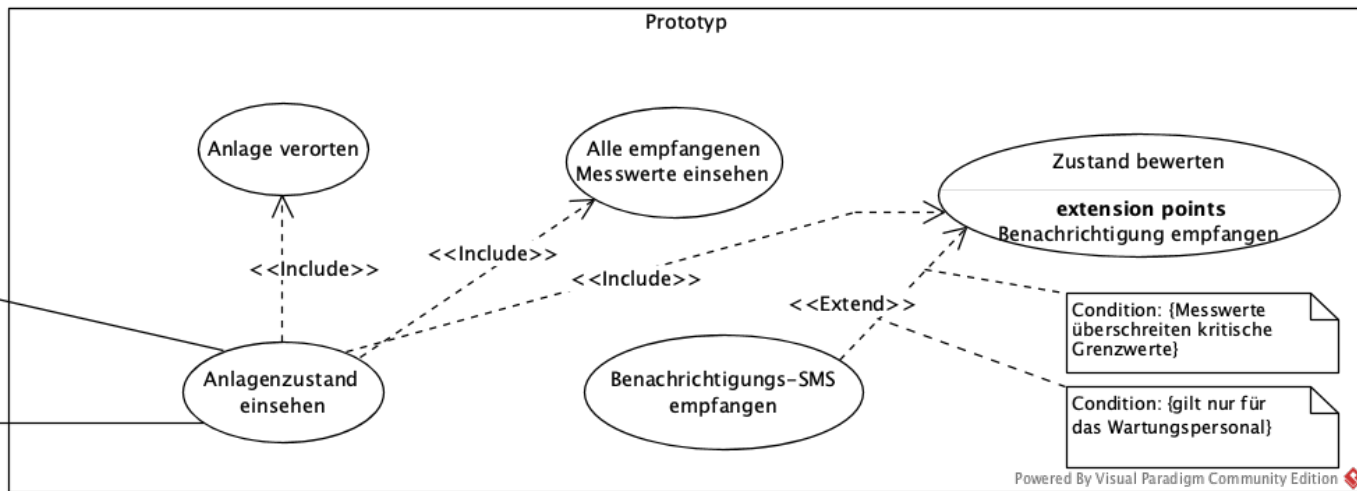 Prototyp
Anlage verorten
Alle empfangenen
Messwerte einsehen
Zustand bewerten
extension points
Benachrichtigung empfangen
<<Include>>
<<Include>>
<<Include>>
<<Extend>>
Condition: {Messwerte
überschreiten kritische
Grenzwerte}
Anlagenzustand
einsehen
Benachrichtigungs-SMS
empfangen
Condition: {gilt nur für
das Wartungspersonal}
Powered By Visual Paradigm Community Edition